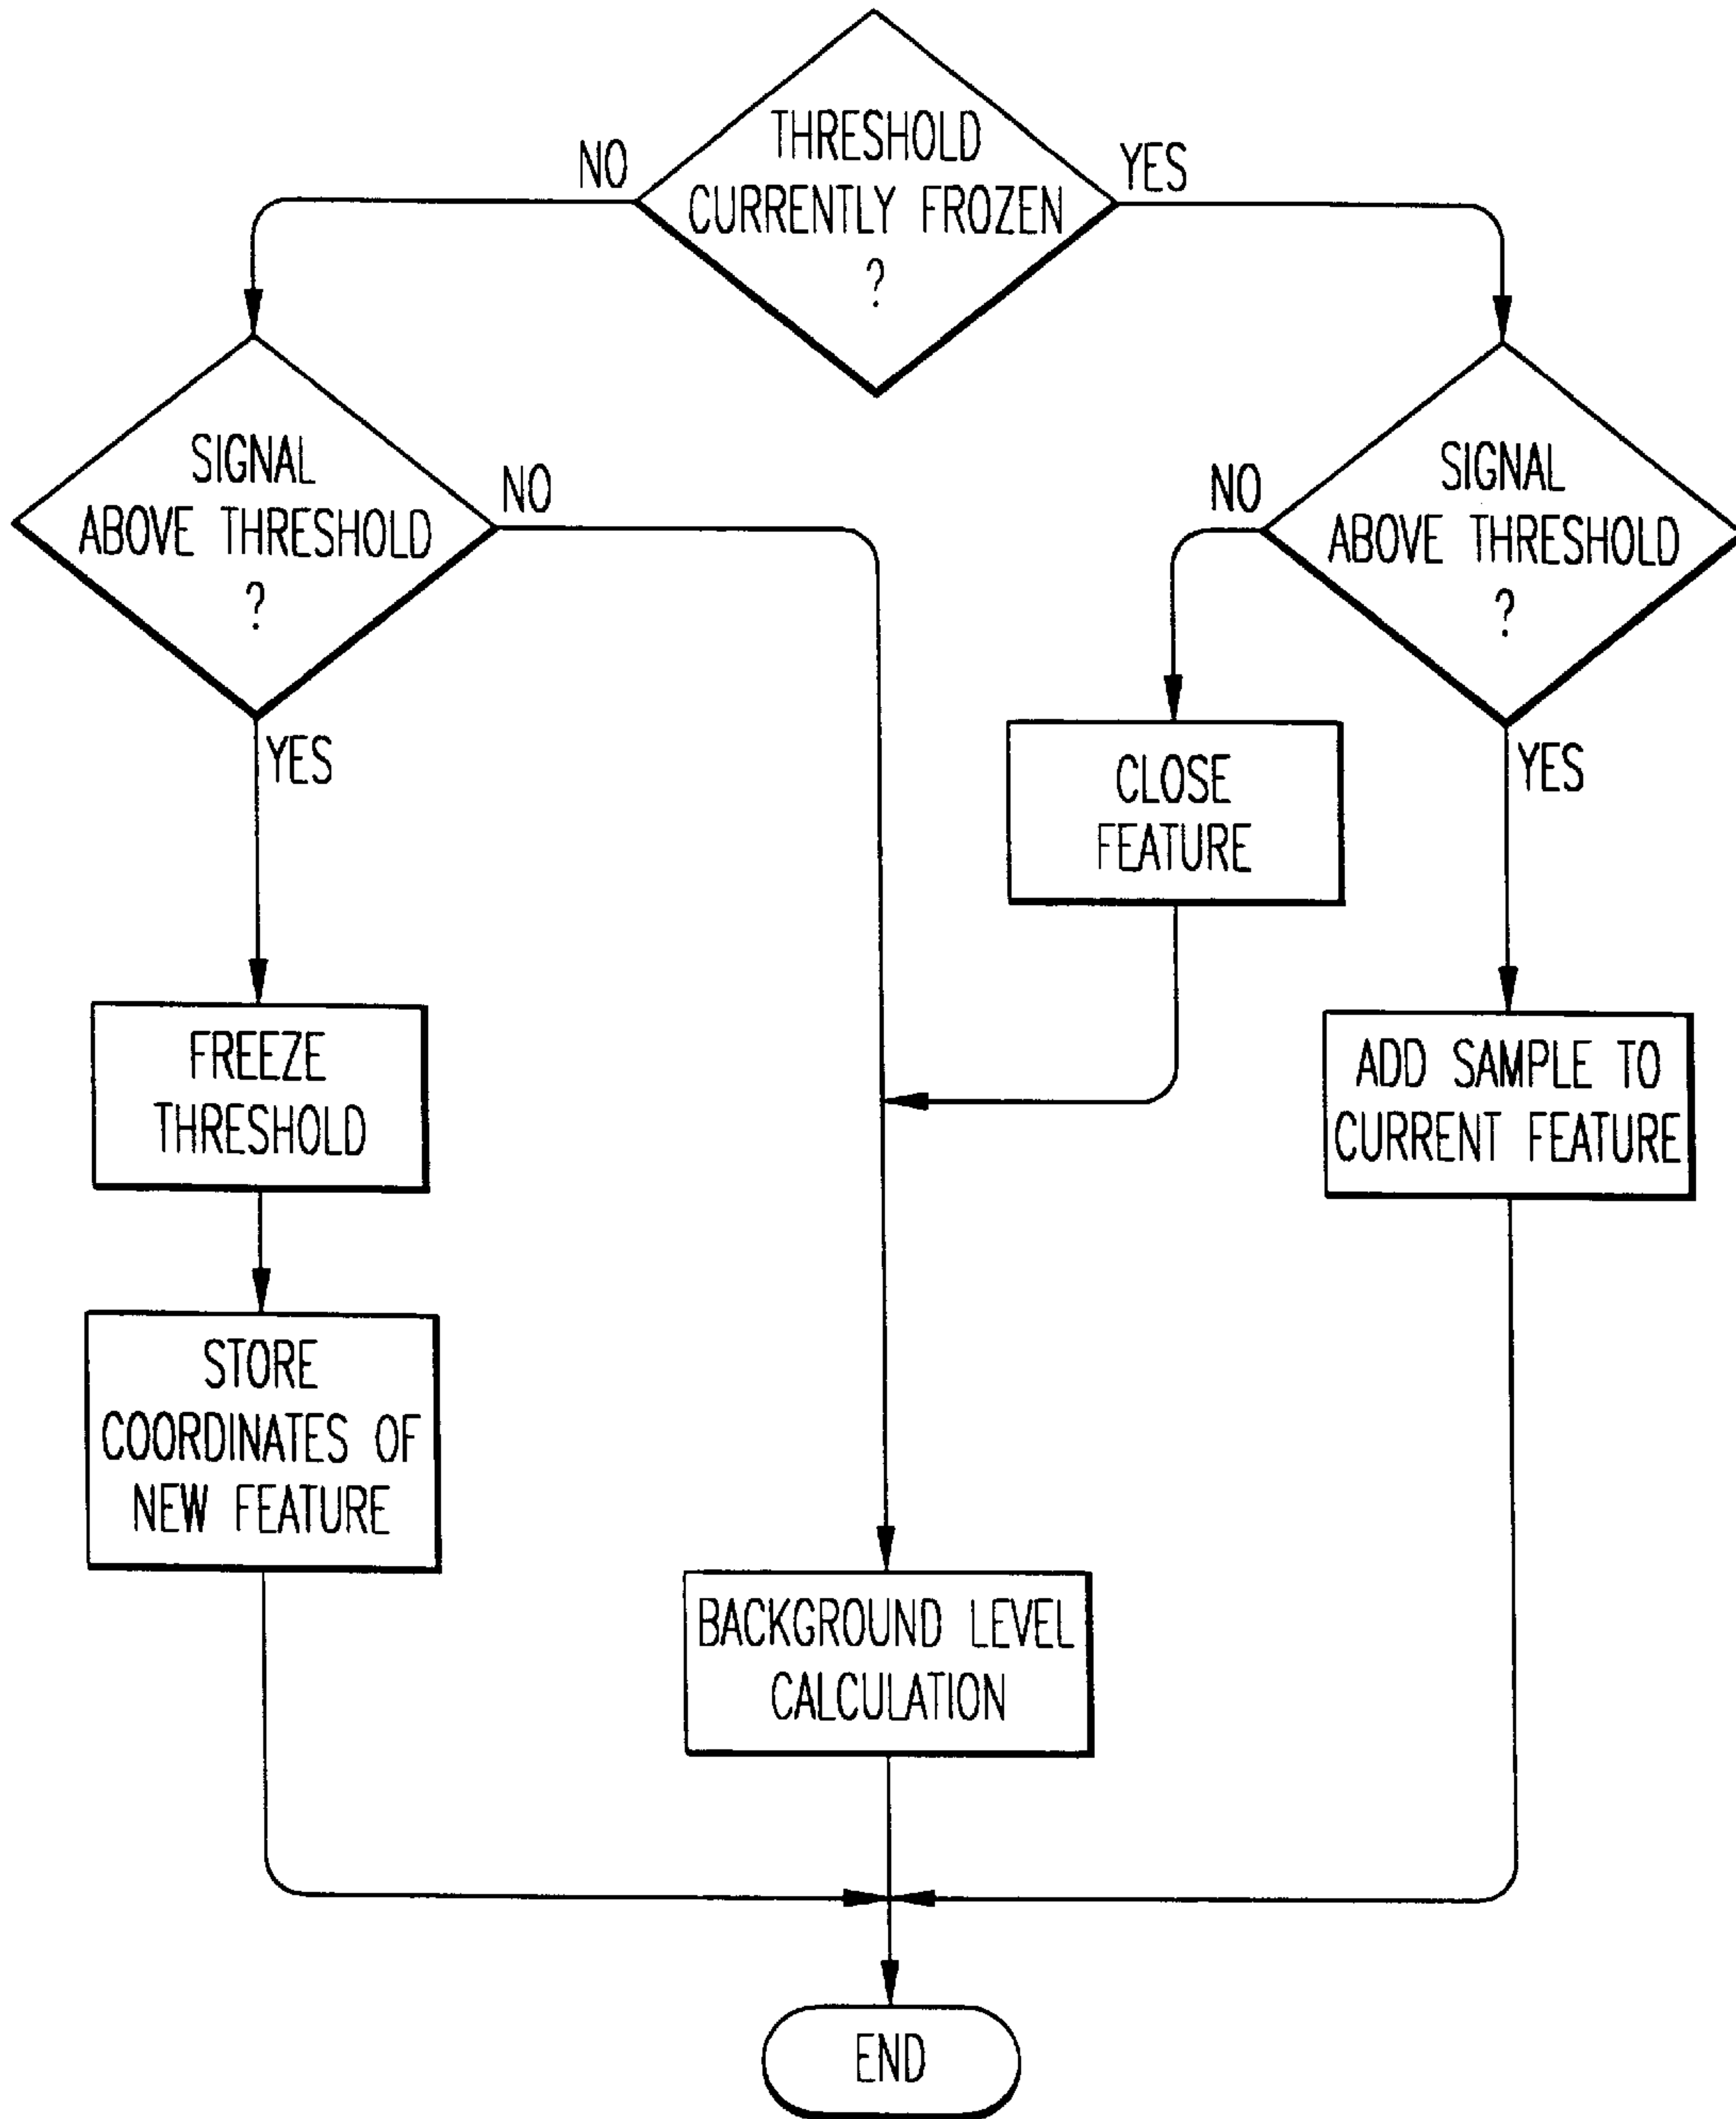 THRESHOLD
CURRENTLY FROZEN
?
NO
YES
SIGNAL
ABOVE THRESHOLD
?
NO
YES
SIGNAL
ABOVE THRESHOLD
?
NO
YES
CLOSE
FEATURE
FREEZE
THRESHOLD
ADD SAMPLE TO
CURRENT FEATURE
STORE
COORDINATES OF
NEW FEATURE
BACKGROUND LEVEL
CALCULATION
END